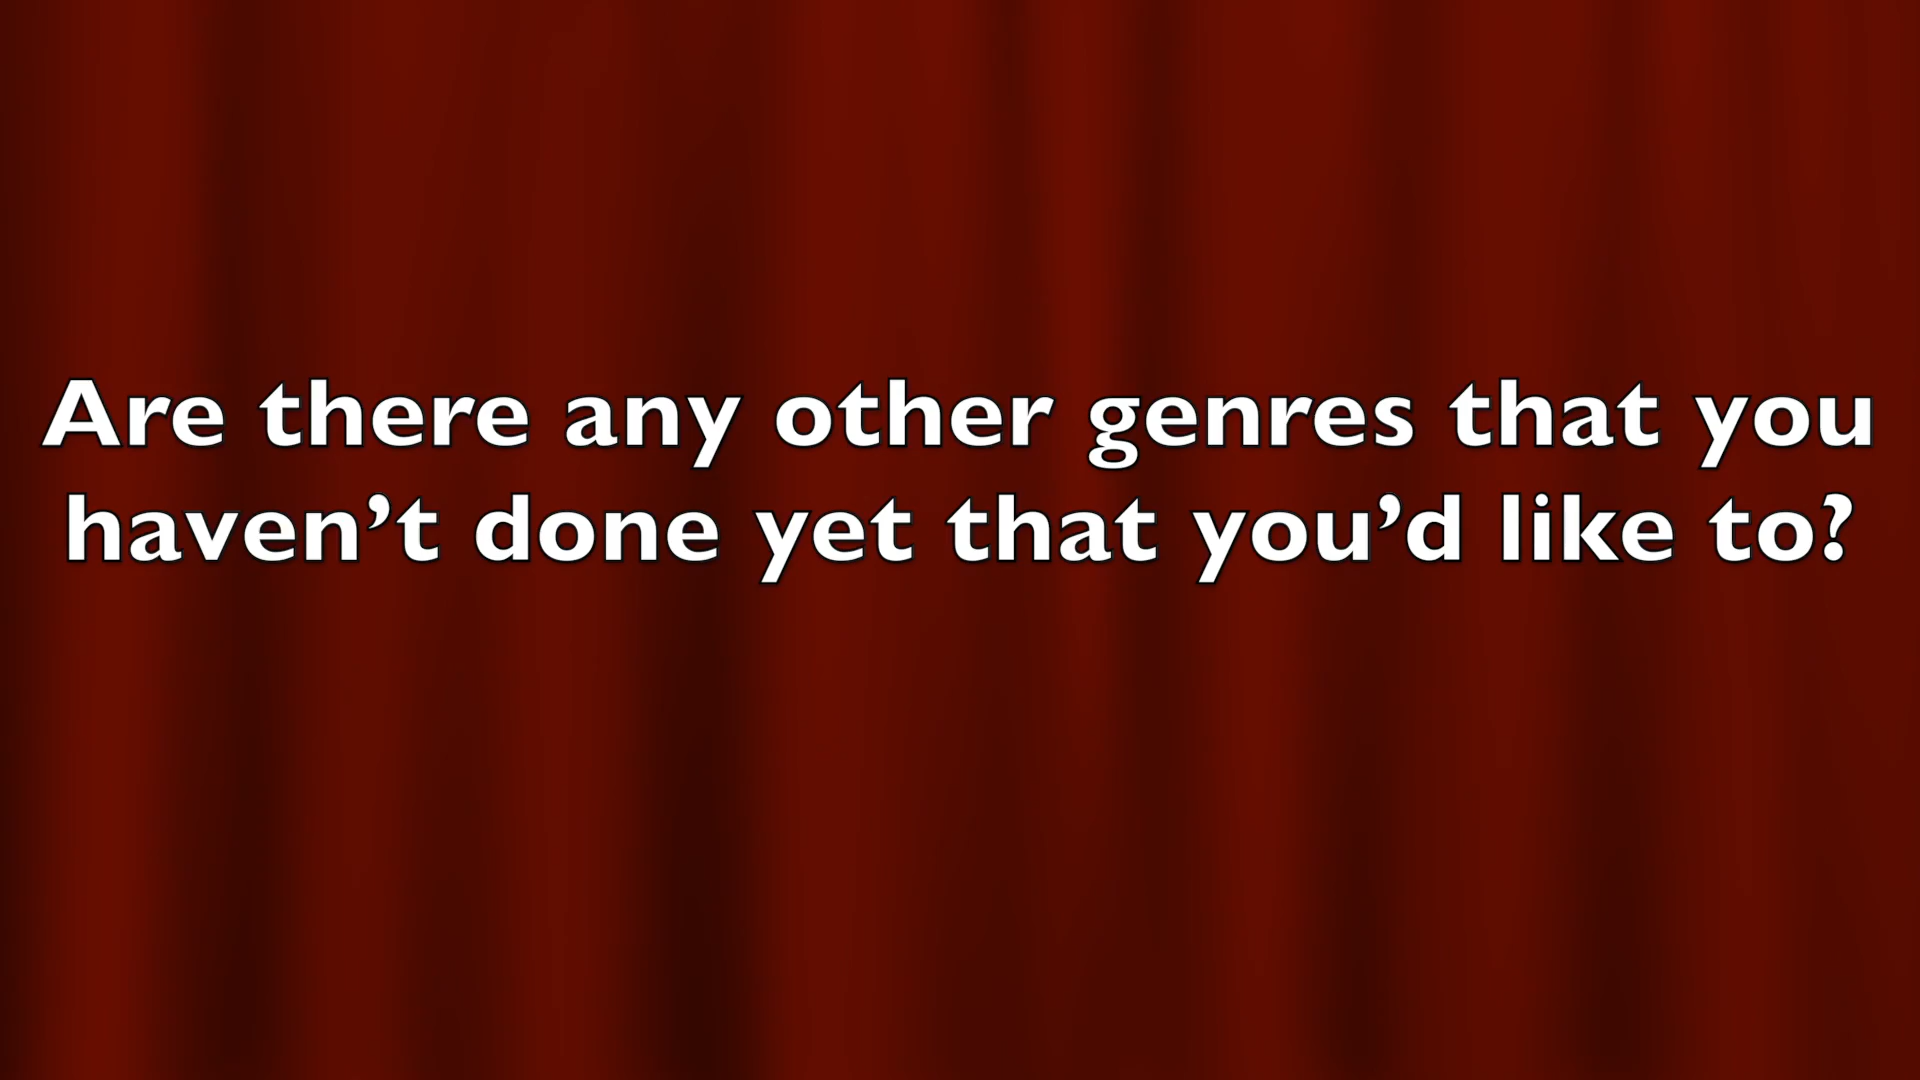 Are there any other genres that you
haven’t done yet that you’d like to?